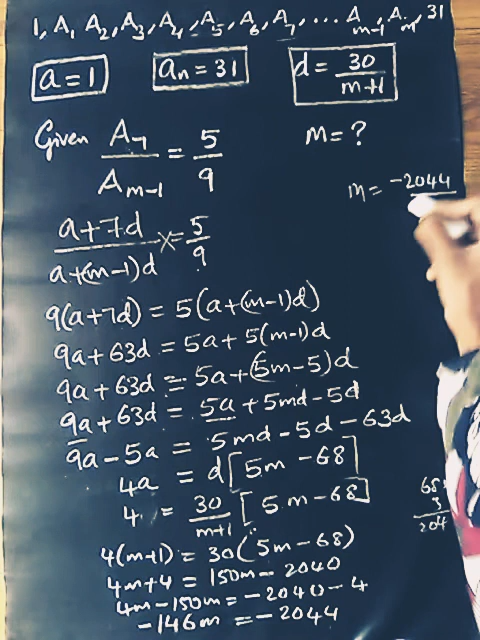 1, A₁ A₂, A₃, A₄, A₅, A₆, A₇, ... Aₘ₋₁, Aₘ, 31
a = 1
aₙ = 31
d = 30/(m+1)
Given A₇/Aₘ₋₁ = 5/9
m = ?
m = -2044
(a+7d)/(a+(m-1)d) = 5/9
9(a+7d) = 5(a+(m-1)d)
9a + 63d = 5a + 5(m-1)d
9a + 63d = 5a + (5m-5)d
9a + 63d = 5a + 5md - 5d
9a - 5a = 5md - 5d - 63d
4a = d[5m - 68]
4 = 30/(m+1) [5m - 68]
68
3
204
4(m+1) = 30(5m - 68)
4m + 4 = 150m - 2040
4m - 150m = -2040 - 4
-146m = -2044